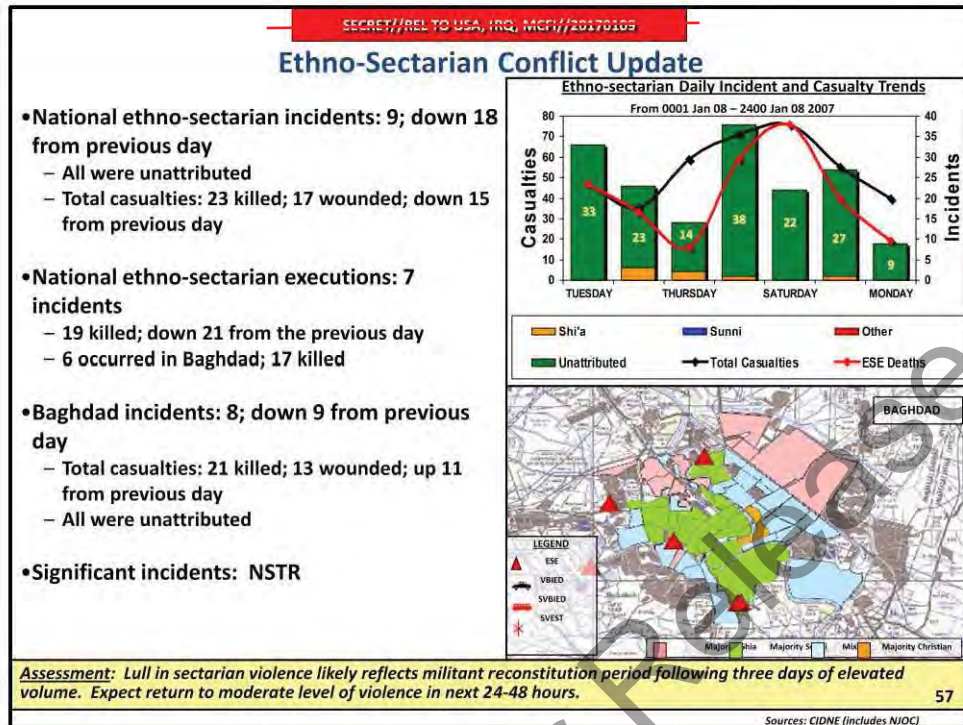 SECRET//REL TO USA, IRQ, MCFI//20170109
Ethno-Sectarian Conflict Update
•National ethno-sectarian incidents: 9; down 18
from previous day
– All were unattributed
– Total casualties: 23 killed; 17 wounded; down 15
from previous day
•National ethno-sectarian executions: 7
incidents
– 19 killed; down 21 from the previous day
– 6 occurred in Baghdad; 17 killed
•Baghdad incidents: 8; down 9 from previous
day
– Total casualties: 21 killed; 13 wounded; up 11
from previous day
– All were unattributed
•Significant incidents: NSTR
Ethno-sectarian Daily Incident and Casualty Trends
From 0001 Jan 08 – 2400 Jan 08 2007
Casualties
80
70
60
50
40
30
20
10
0
33
23
14
38
22
27
9
40
35
30
25
20
15
10
5
0
Incidents
TUESDAY THURSDAY SATURDAY MONDAY
Shi'a Sunni Other
Unattributed Total Casualties ESE Deaths
BAGHDAD
LEGEND
ESE
VBIED
SVBIED
SVEST
Majori Shia Majority S Mix Majority Christian
Release
Assessment: Lull in sectarian violence likely reflects militant reconstitution period following three days of elevated
volume. Expect return to moderate level of violence in next 24-48 hours.
57
Sources: CIDNE (includes NJOC)